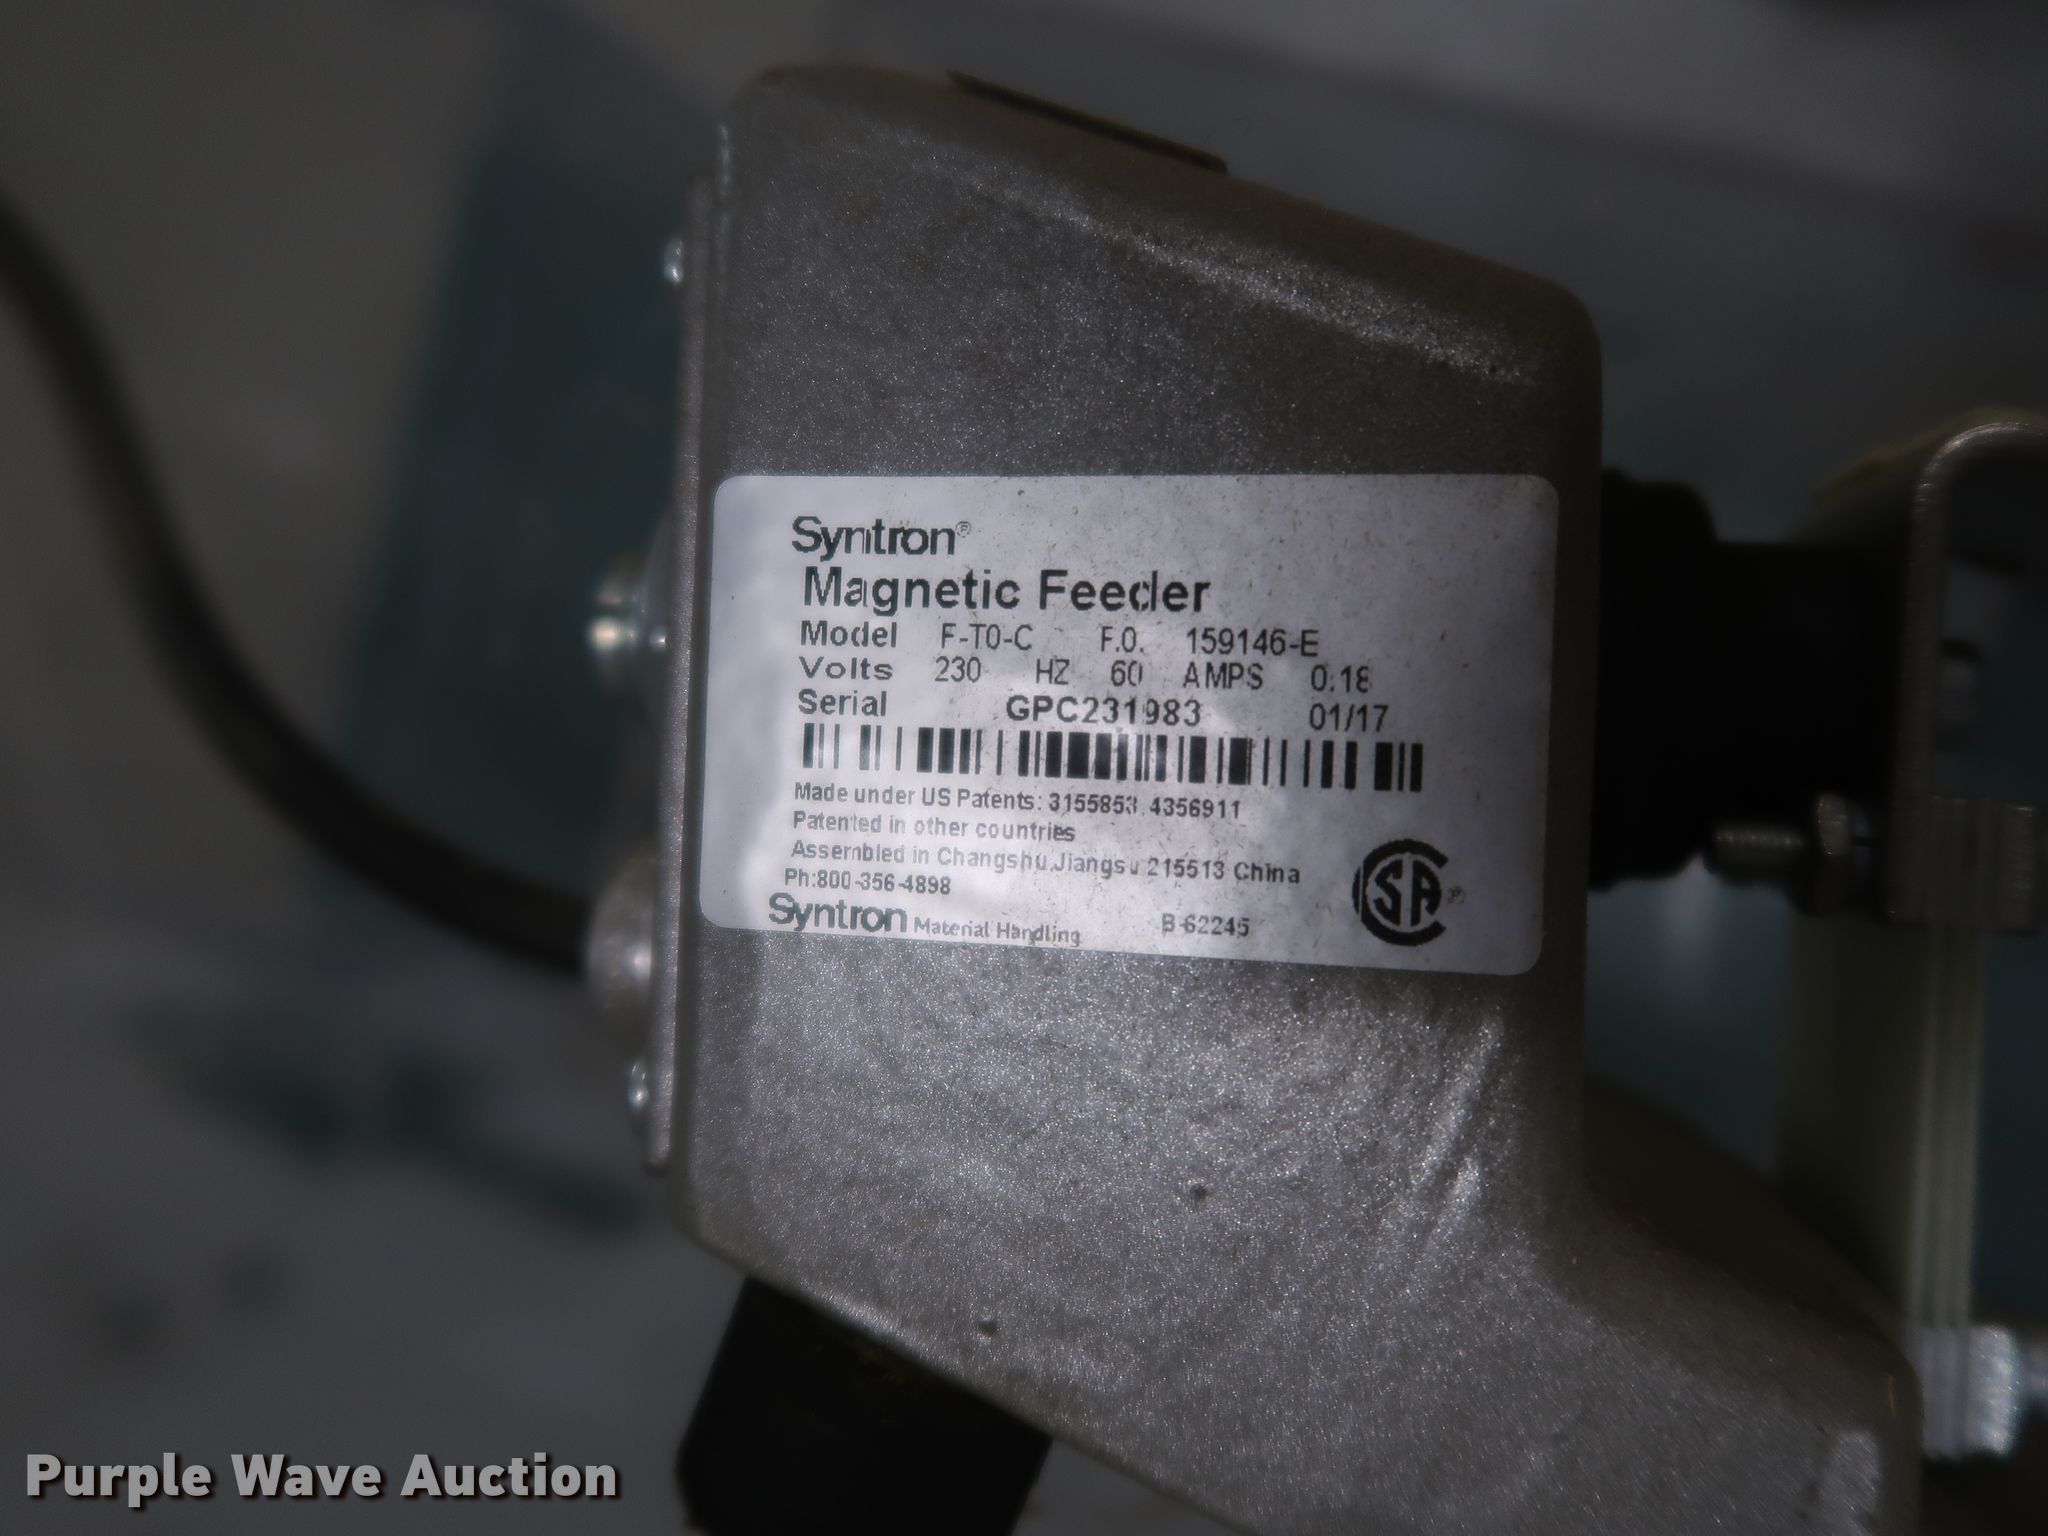 Syntron®
Magnetic Feeder
Model F-T0-C F.O. 159146-E
Volts 230 HZ 60 AMPS 0.18
Serial GPC231983 01/17
Made under US Patents: 3155853, 4356911
Patented in other countries
Assembled in Changshu,Jiangsu 215513 China
Ph:800-356-4898
Syntron Material Handling B-62245
CSA®
Purple Wave Auction